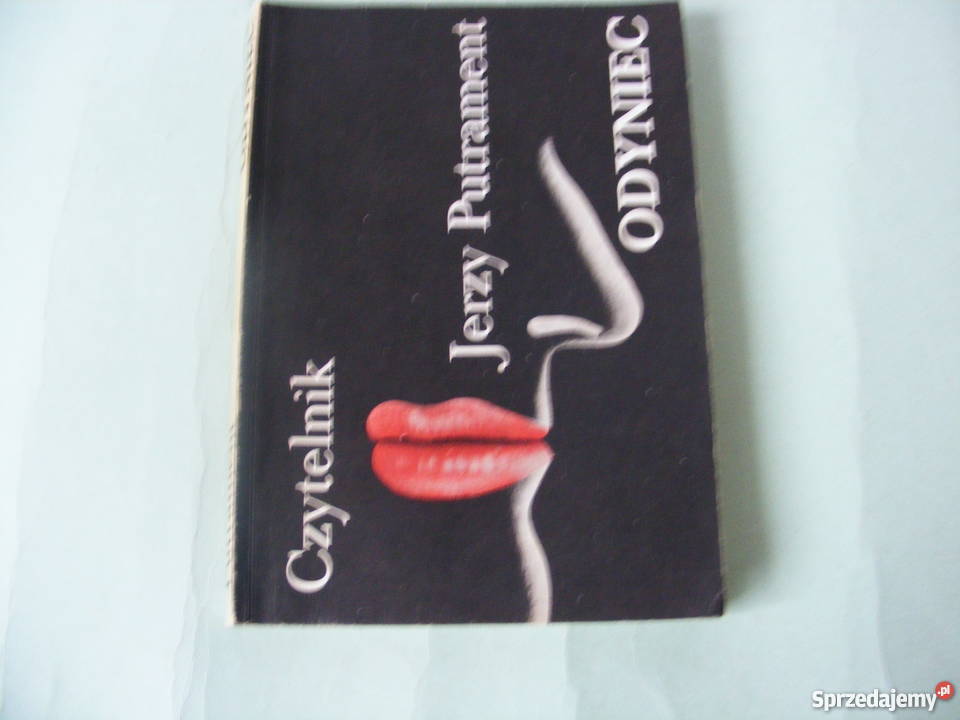 Czytelnik
Jerzy Putrament
ODYNIEC
Sprzedajemy.pl